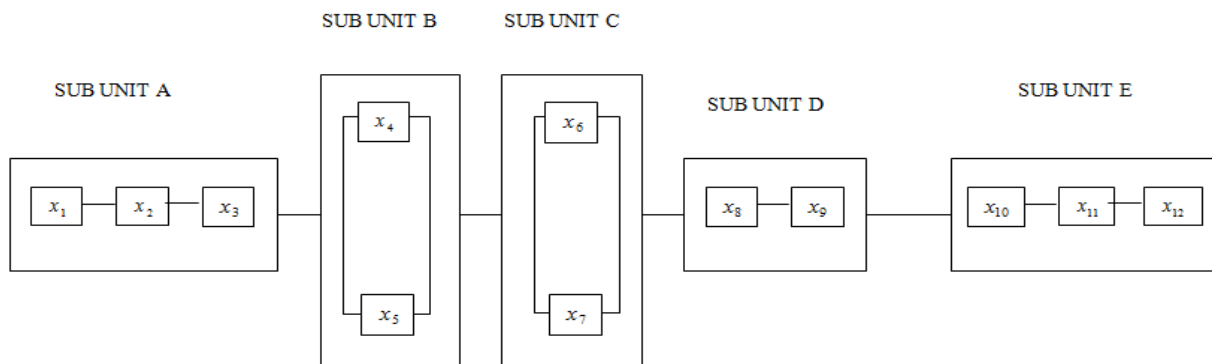 SUB UNIT A
x1
x2
x3
SUB UNIT B
x4
x5
SUB UNIT C
x6
x7
SUB UNIT D
x8
x9
SUB UNIT E
x10
x11
x12